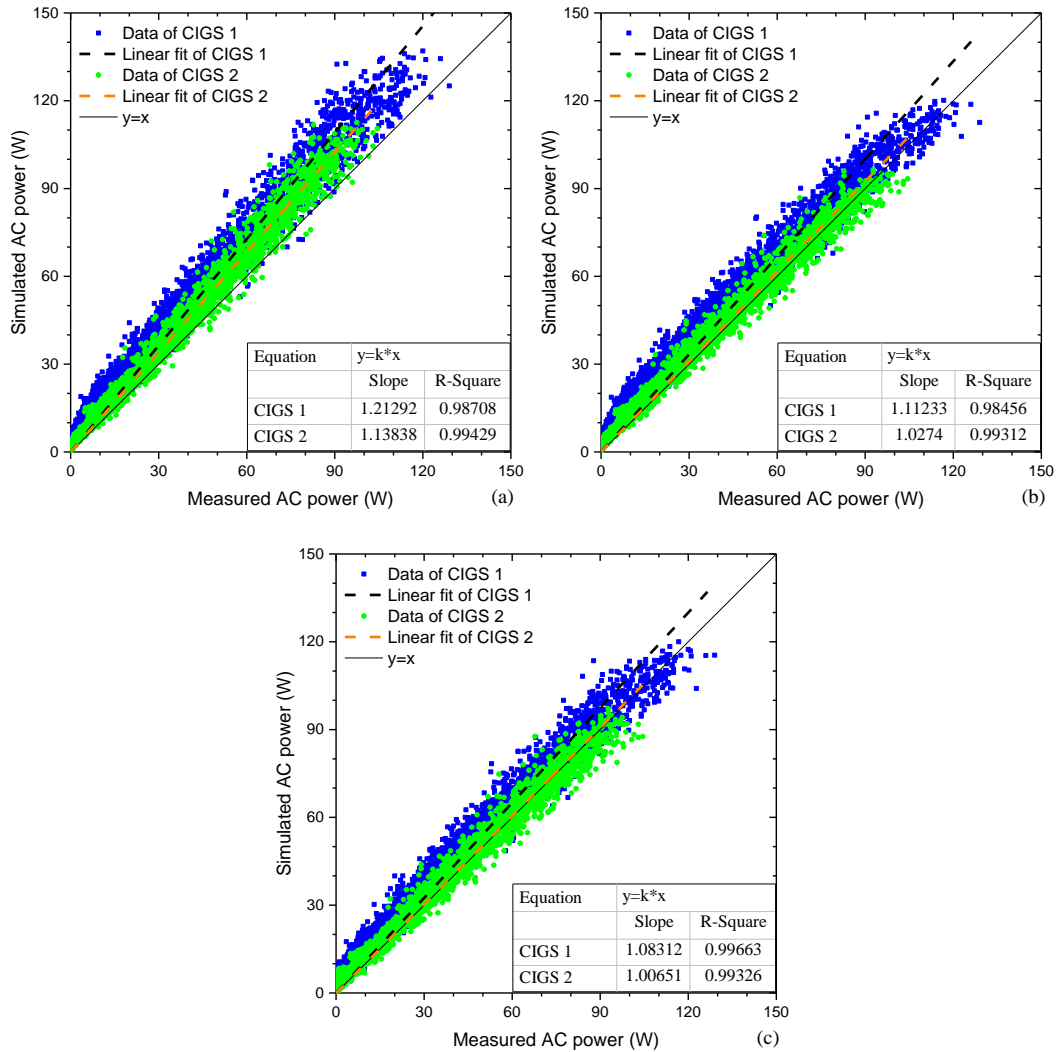 150
120
90
60
30
0
Simulated AC power (W)
Data of CIGS 1
Linear fit of CIGS 1
Data of CIGS 2
Linear fit of CIGS 2
y=x
Equation y=k*x
Slope R-Square
CIGS 1 1.21292 0.98708
CIGS 2 1.13838 0.99429
0 30 60 90 120 150
Measured AC power (W) (a)
150
120
90
60
30
0
Simulated AC power (W)
Data of CIGS 1
Linear fit of CIGS 1
Data of CIGS 2
Linear fit of CIGS 2
y=x
Equation y=k*x
Slope R-Square
CIGS 1 1.11233 0.98456
CIGS 2 1.0274 0.99312
0 30 60 90 120 150
Measured AC power (W) (b)
150
120
90
60
30
0
Simulated AC power (W)
Data of CIGS 1
Linear fit of CIGS 1
Data of CIGS 2
Linear fit of CIGS 2
y=x
Equation y=k*x
Slope R-Square
CIGS 1 1.08312 0.99663
CIGS 2 1.00651 0.99326
0 30 60 90 120 150
Measured AC power (W) (c)